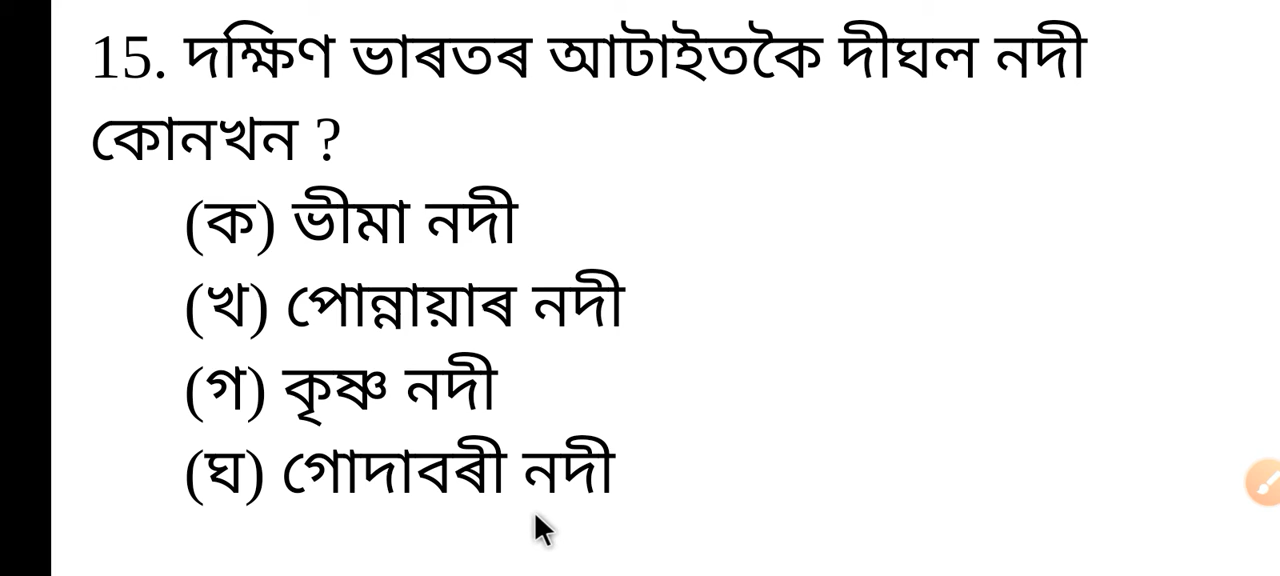 15. দক্ষিণ ভাৰতৰ আটাইতকৈ দীঘল নদী
কোনখন ?
(ক) ভীমা নদী
(খ) পোন্নায়াৰ নদী
(গ) কৃষ্ণ নদী
(ঘ) গোদাবৰী নদী